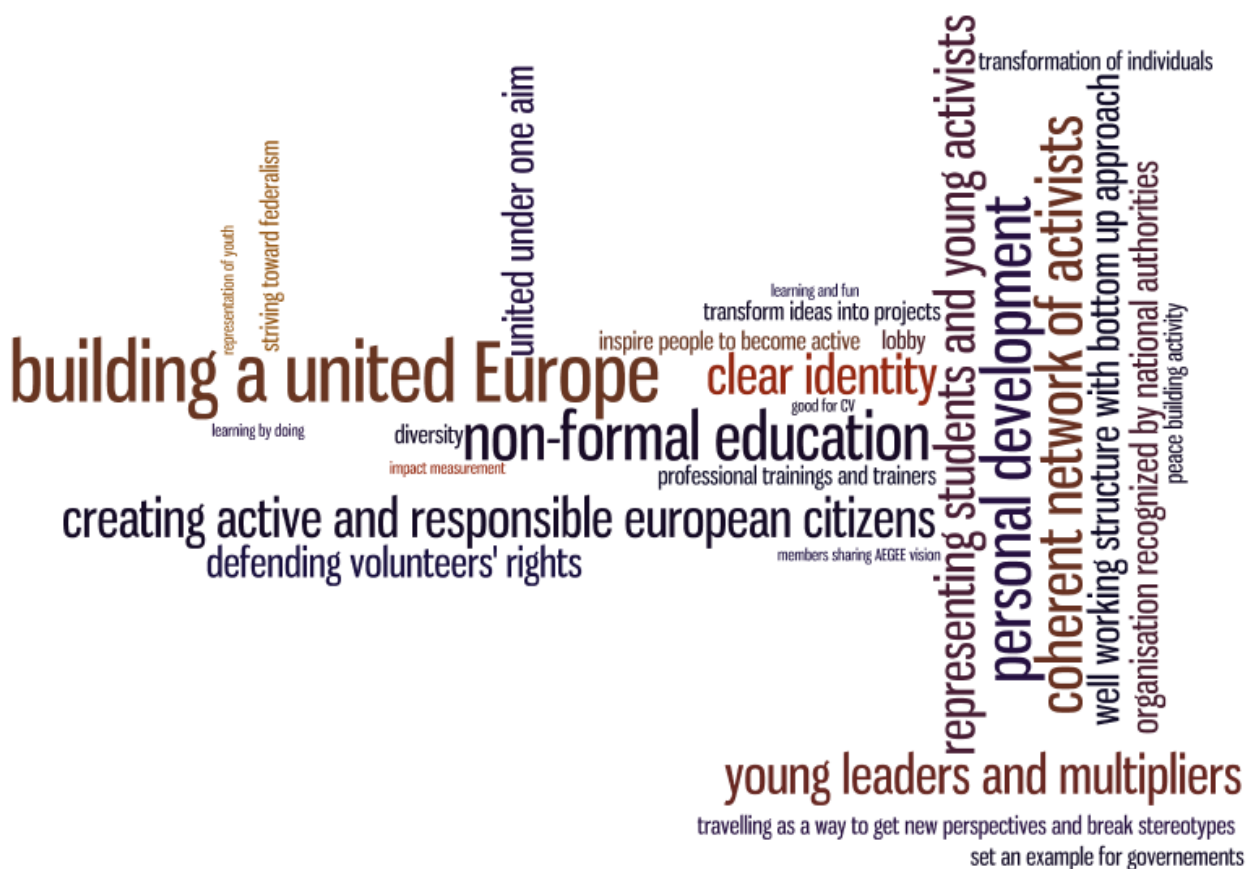 transformation of individuals
representing students and young activists
personal development
coherent network of activists
well working structure with bottom up approach
organisation recognized by national authorities
peace building activity
united under one aim
striving toward federalism
representation of youth
learning and fun
transform ideas into projects
inspire people to become active
lobby
building a united Europe
clear identity
good for CV
learning by doing
diversity
non-formal education
impact measurement
professional trainings and trainers
creating active and responsible european citizens
defending volunteers' rights
members sharing AEGEE vision
young leaders and multipliers
travelling as a way to get new perspectives and break stereotypes
set an example for governements